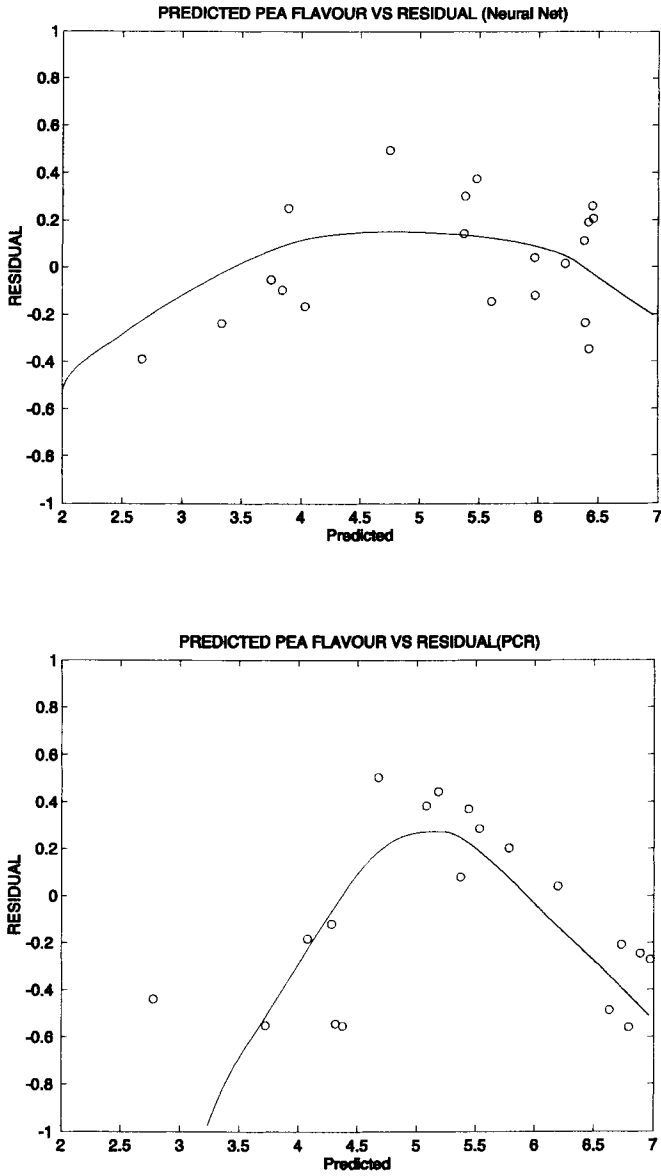 PREDICTED PEA FLAVOUR VS RESIDUAL (Neural Net)
1
0.8
0.6
0.4
0.2
0
-0.2
-0.4
-0.6
-0.8
-1
RESIDUAL
2 2.5 3 3.5 4 4.5 5 5.5 6 6.5 7
Predicted
PREDICTED PEA FLAVOUR VS RESIDUAL(PCR)
1
0.8
0.6
0.4
0.2
0
-0.2
-0.4
-0.6
-0.8
-1
RESIDUAL
2 2.5 3 3.5 4 4.5 5 5.5 6 6.5 7
Predicted